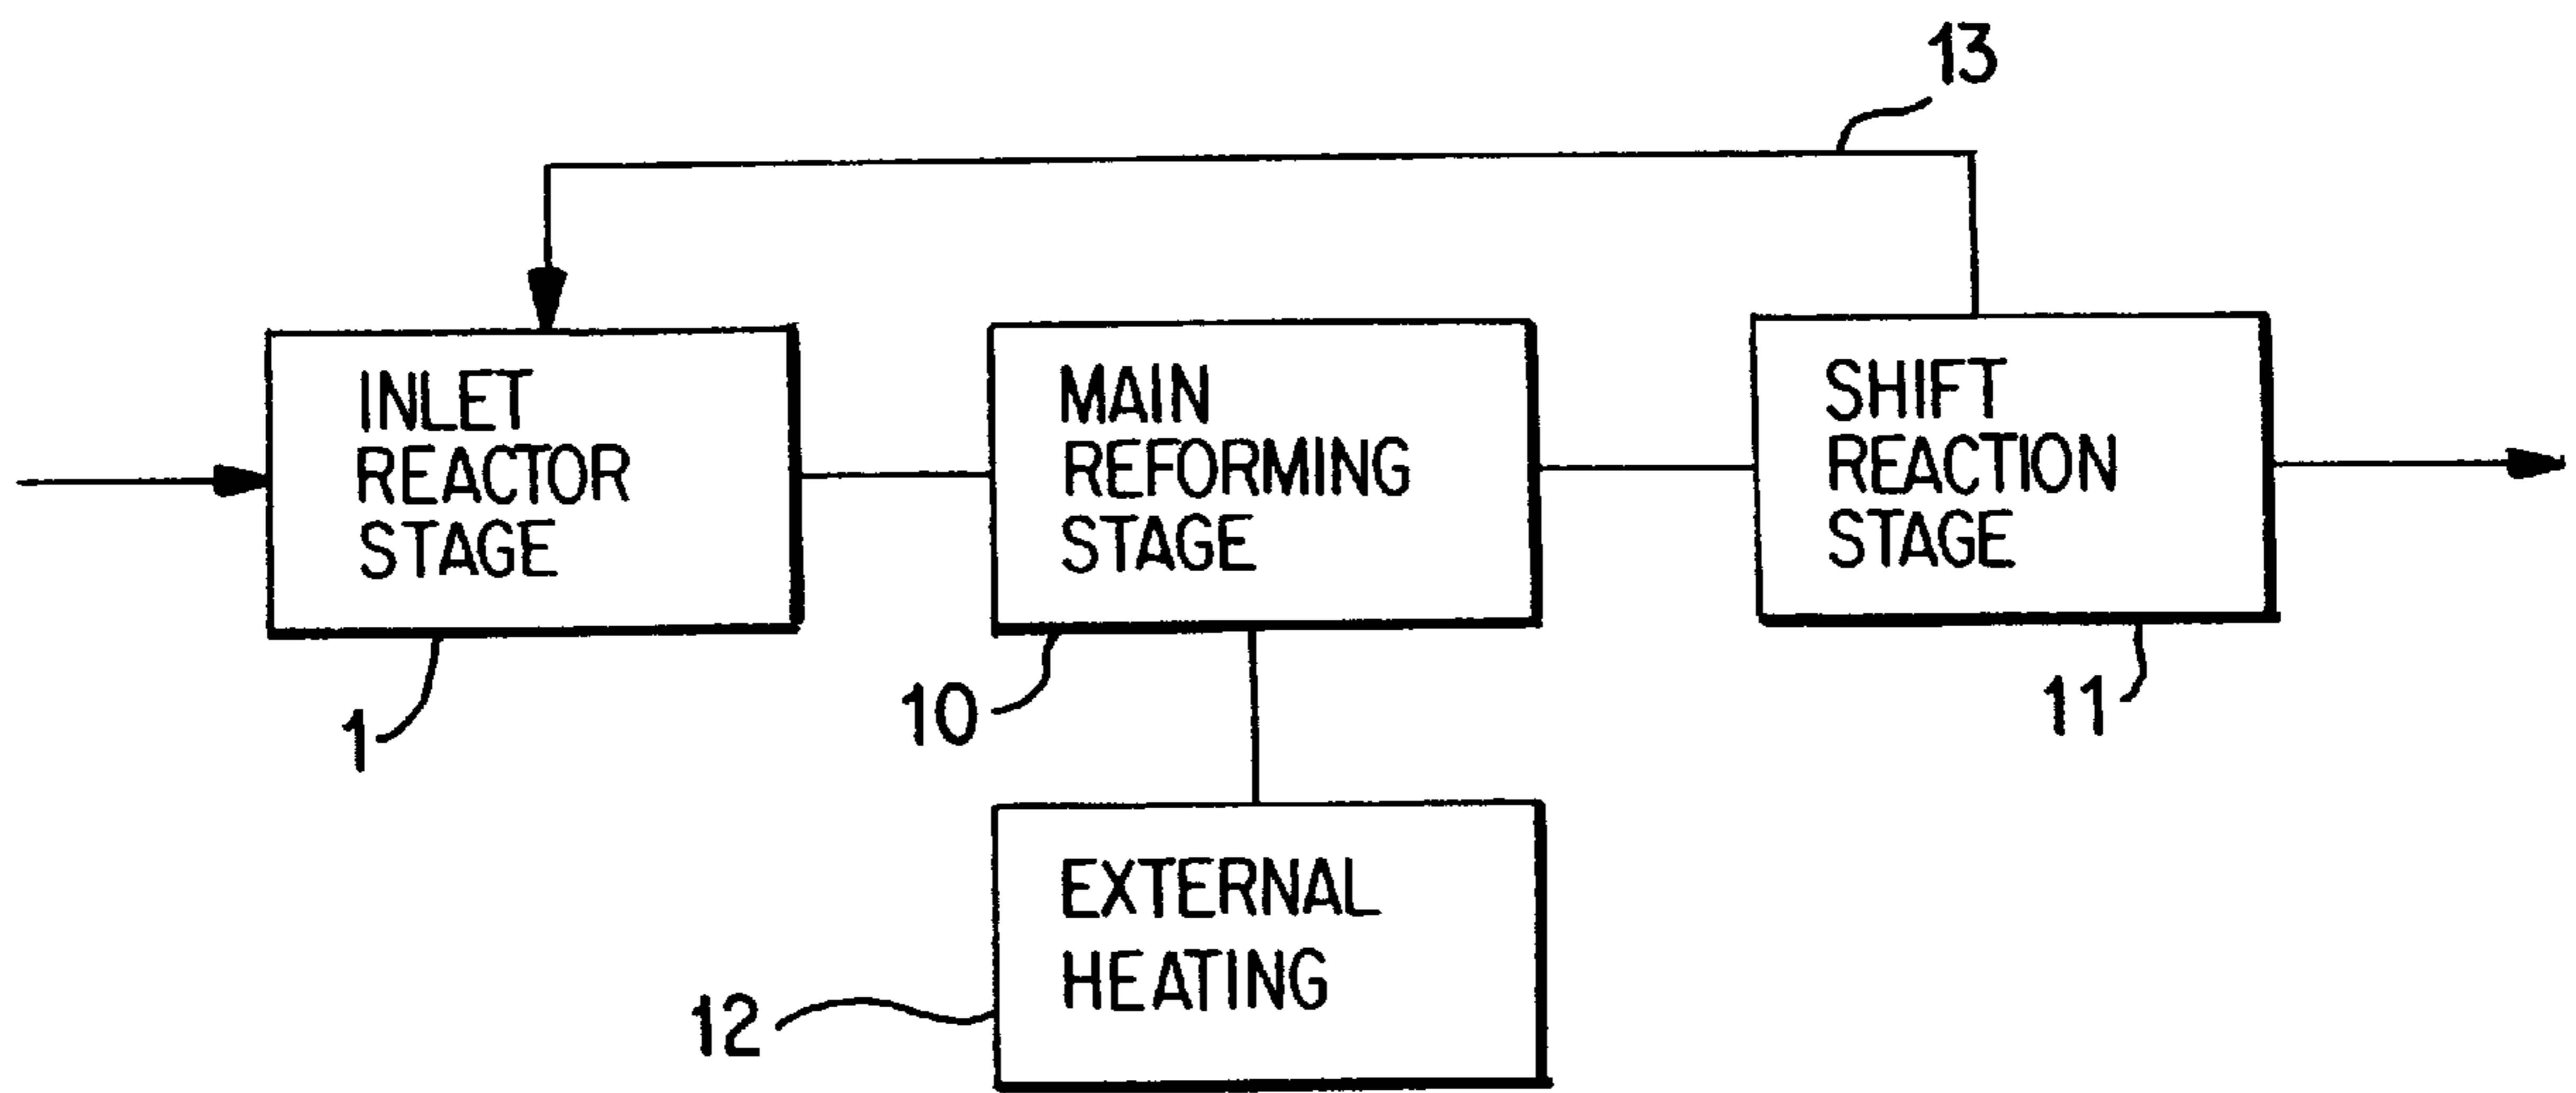 13
INLET
REACTOR
STAGE
MAIN
REFORMING
STAGE
SHIFT
REACTION
STAGE
1
10
11
EXTERNAL
HEATING
12